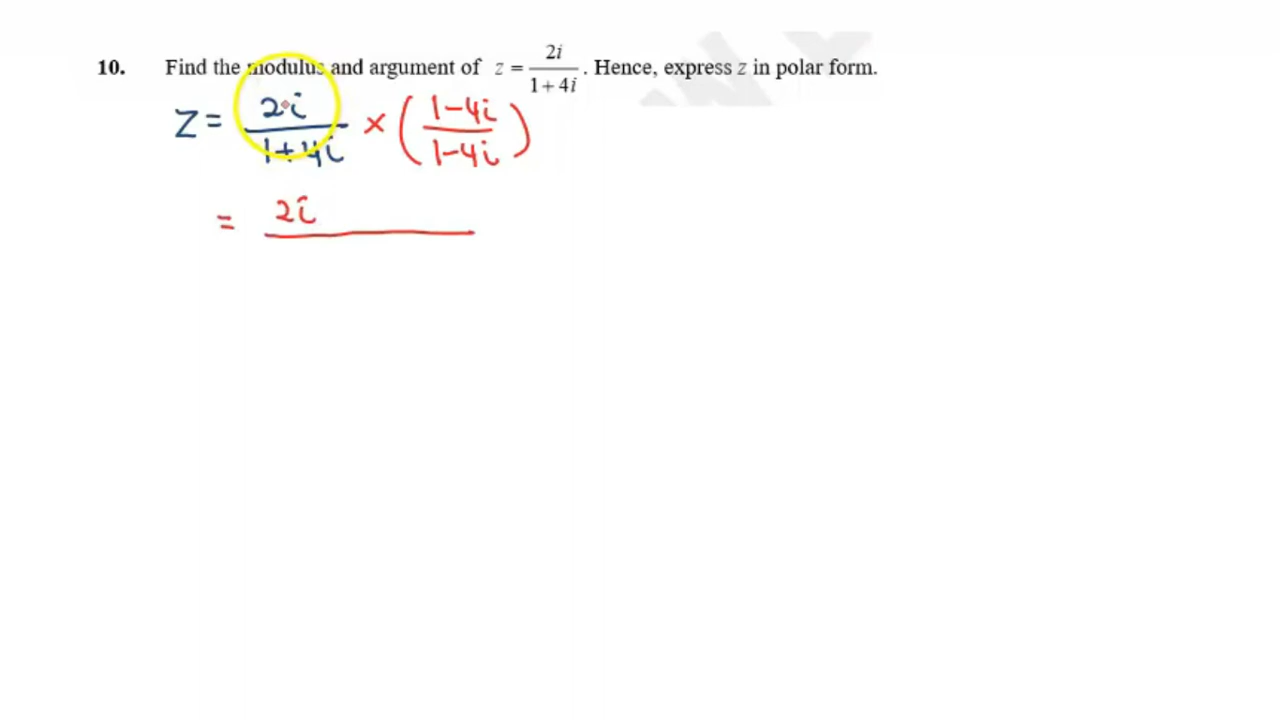 10. Find the modulus and argument of z = 2i / 1 + 4i . Hence, express z in polar form.
Z = 2i / 1+4i × (1-4i / 1-4i)
= 2i